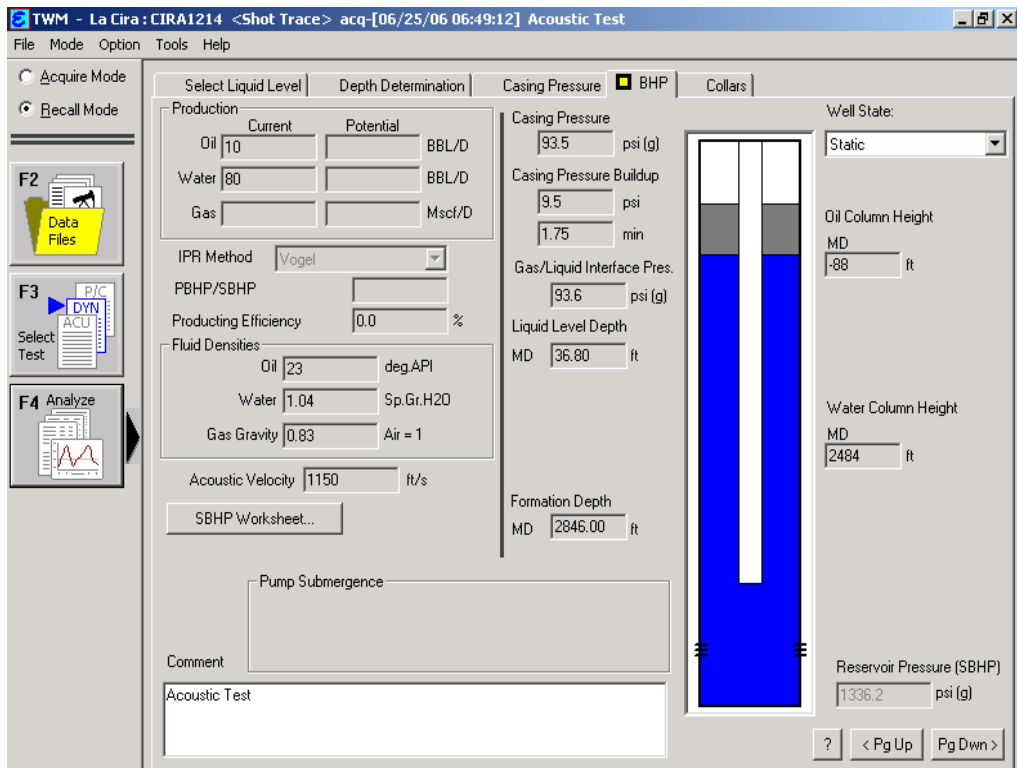 TWM - La Cira : CIRA1214 <Shot Trace> acq-[06/25/06 06:49:12] Acoustic Test
File Mode Option Tools Help
Acquire Mode
Recall Mode
F2
Data
Files
F3
P/C
DYN
ACU
Select
Test
F4 Analyze
Select Liquid Level
Depth Determination
Casing Pressure
BHP
Collars
Production
Current Potential
Oil 10 BBL/D
Water 80 BBL/D
Gas Mscf/D
IPR Method Vogel
PBHP/SBHP
Producting Efficiency 0.0 %
Fluid Densities
Oil 23 deg.API
Water 1.04 Sp.Gr.H2O
Gas Gravity 0.83 Air = 1
Acoustic Velocity 1150 ft/s
SBHP Worksheet...
Casing Pressure
93.5 psi (g)
Casing Pressure Buildup
9.5 psi
1.75 min
Gas/Liquid Interface Pres.
93.6 psi (g)
Liquid Level Depth
MD 36.80 ft
Formation Depth
MD 2846.00 ft
Pump Submergence
Comment
Acoustic Test
Well State:
Static
Oil Column Height
MD
-88 ft
Water Column Height
MD
2484 ft
Reservoir Pressure (SBHP)
1336.2 psi (g)
? < Pg Up Pg Dwn >